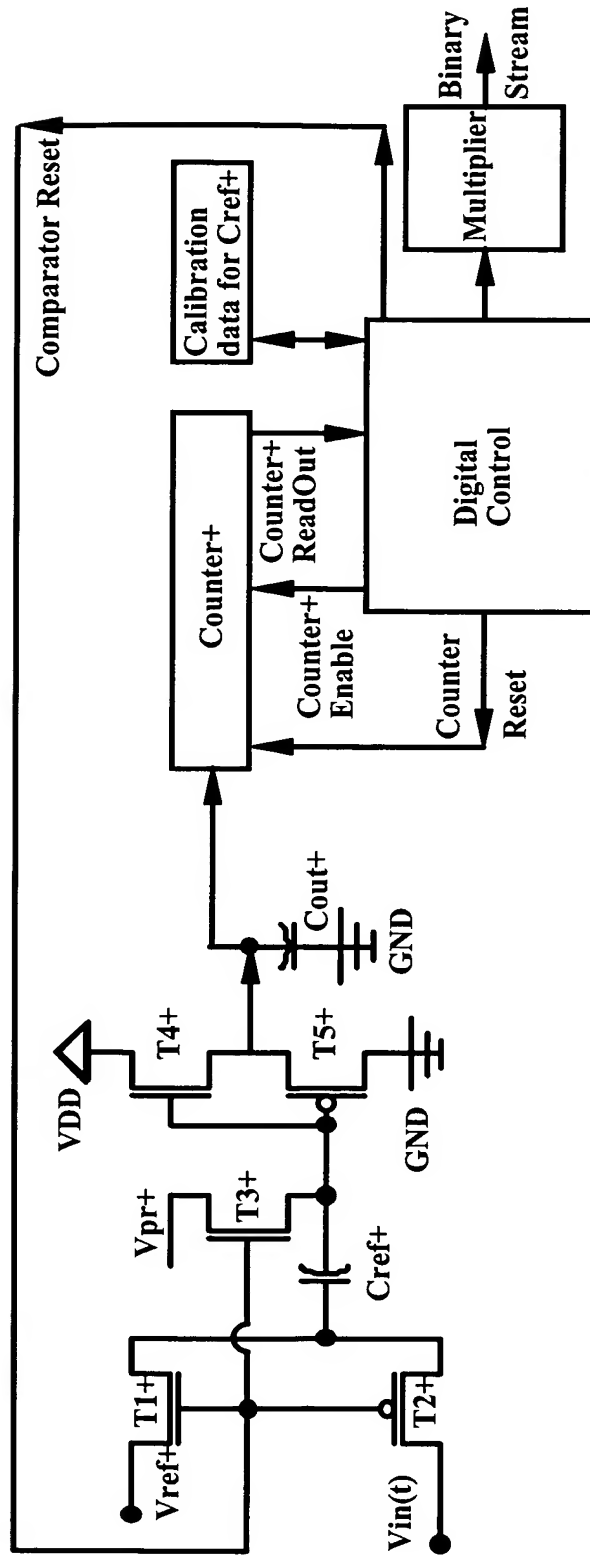 Vref+
T1+
Vin(t)
T2+
Cref+
Vpr+
T3+
VDD
T4+
T5+
GND
Cout+
GND
Comparator Reset
Counter+
Calibration
data for Cref+
Counter+
Enable
Counter+
ReadOut
Counter
Reset
Digital
Control
Multiplier
Binary
Stream